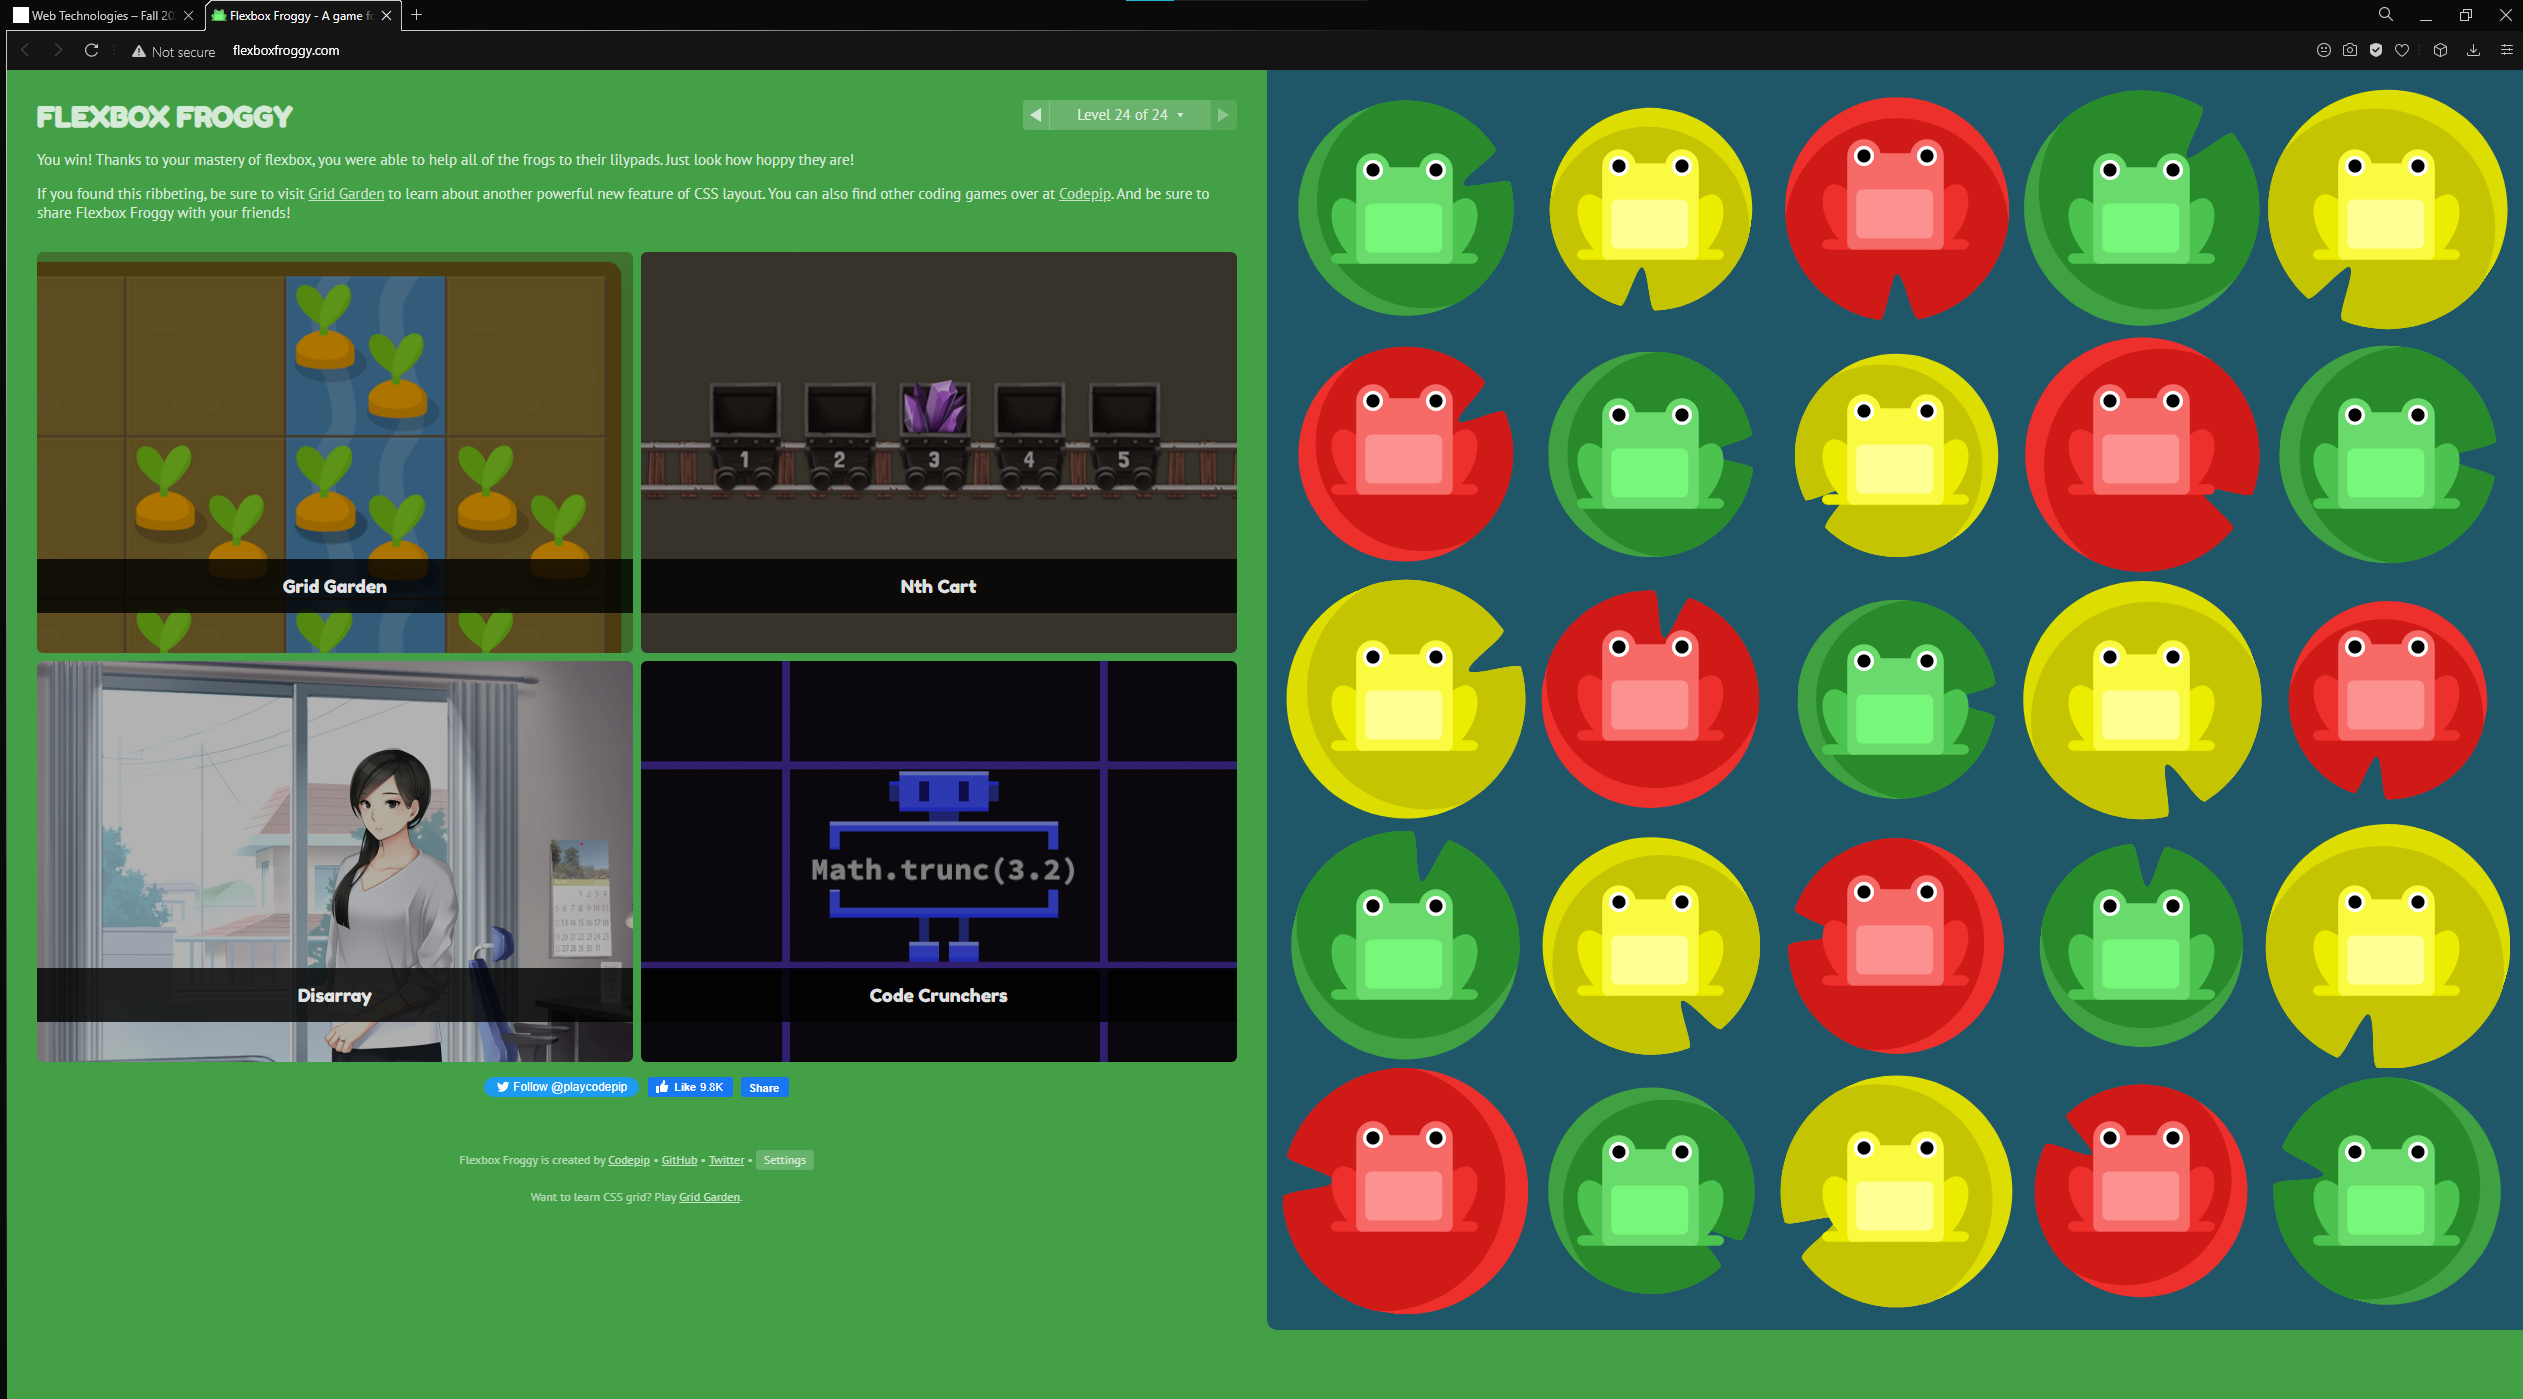 Web Technologies – Fall 20
Flexbox Froggy - A game fo
Not secure
flexboxfroggy.com
FLEXBOX FROGGY
Level 24 of 24
You win! Thanks to your mastery of flexbox, you were able to help all of the frogs to their lilypads. Just look how hoppy they are!
If you found this ribbeting, be sure to visit Grid Garden to learn about another powerful new feature of CSS layout. You can also find other coding games over at Codepip. And be sure to
share Flexbox Froggy with your friends!
1 2 3 4 5
Grid Garden
Nth Cart
Math.trunc(3.2)
Disarray
Code Crunchers
Follow @playcodepip
Like 9.8K
Share
Flexbox Froggy is created by Codepip • GitHub • Twitter • Settings
Want to learn CSS grid? Play Grid Garden.